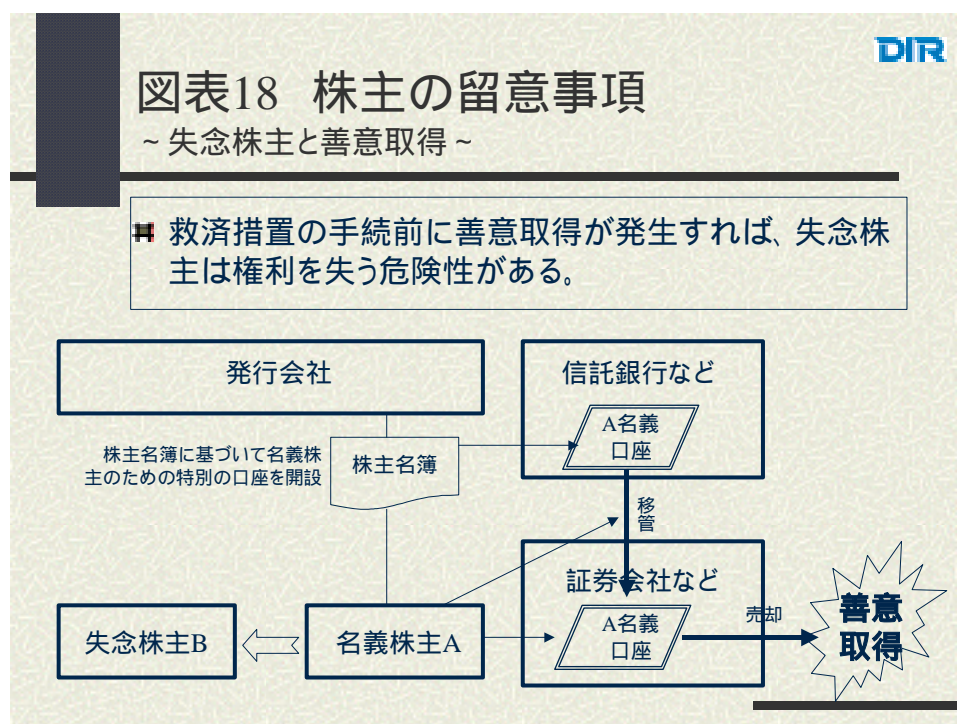 DIR
図表18 株主の留意事項
~失念株主と善意取得~
救済措置の手続前に善意取得が発生すれば、失念株
主は権利を失う危険性がある。
発行会社
信託銀行など
A名義
口座
株主名簿に基づいて名義株
主のための特別の口座を開設
株主名簿
移
管
証券会社など
売却
善意
取得
失念株主B
名義株主A
A名義
口座